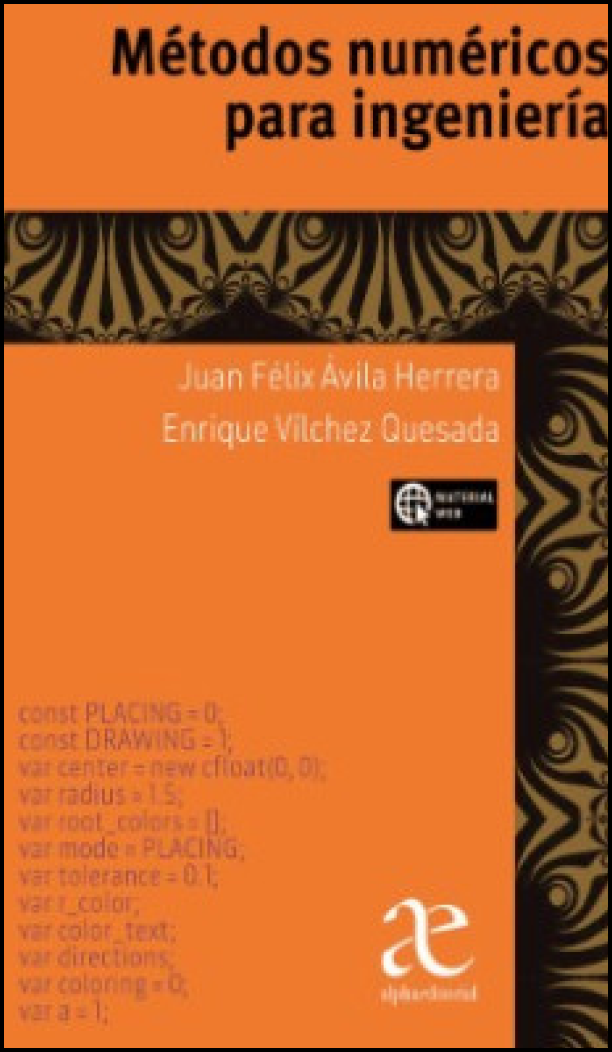 Métodos numéricos
para ingeniería
Juan Félix Ávila Herrera
Enrique Vílchez Quesada
MATERIAL
WEB
const PLACING = 0;
const DRAWING = 1;
var center = new cfloat(0, 0);
var radius = 1.5;
var root_colors = [];
var mode = PLACING;
var tolerance = 0.1;
var r_color;
var color_text;
var directions;
var coloring = 0;
var a = 1;
æ